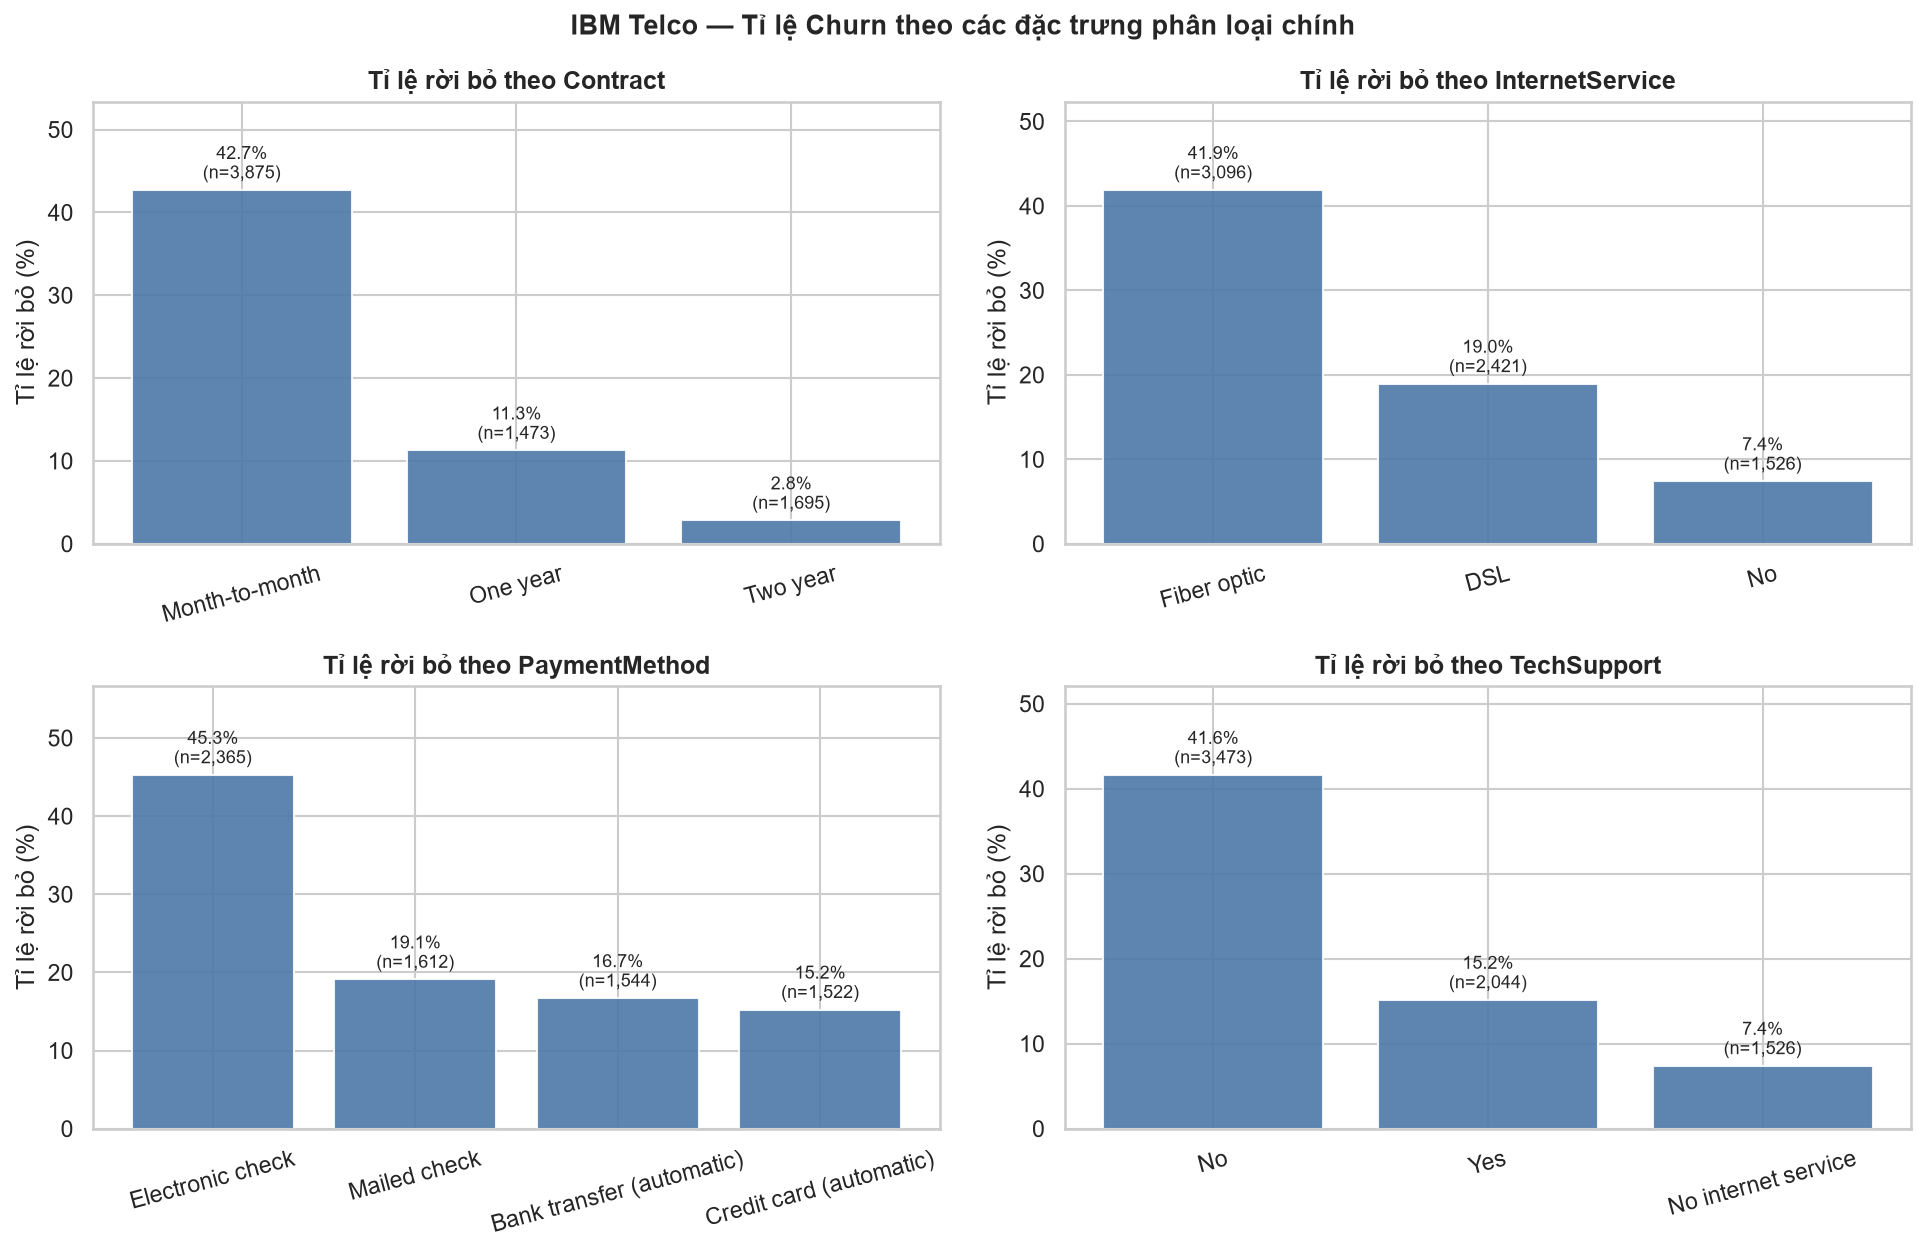 IBM Telco — Tỉ lệ Churn theo các đặc trưng phân loại chính
Tỉ lệ rời bỏ theo Contract
Tỉ lệ rời bỏ (%)
50
40
30
20
10
0
42.7%
(n=3,875)
11.3%
(n=1,473)
2.8%
(n=1,695)
Month-to-month
One year
Two year
Tỉ lệ rời bỏ theo InternetService
Tỉ lệ rời bỏ (%)
50
40
30
20
10
0
41.9%
(n=3,096)
19.0%
(n=2,421)
7.4%
(n=1,526)
Fiber optic
DSL
No
Tỉ lệ rời bỏ theo PaymentMethod
Tỉ lệ rời bỏ (%)
50
40
30
20
10
0
45.3%
(n=2,365)
19.1%
(n=1,612)
16.7%
(n=1,544)
15.2%
(n=1,522)
Electronic check
Mailed check
Bank transfer (automatic)
Credit card (automatic)
Tỉ lệ rời bỏ theo TechSupport
Tỉ lệ rời bỏ (%)
50
40
30
20
10
0
41.6%
(n=3,473)
15.2%
(n=2,044)
7.4%
(n=1,526)
No
Yes
No internet service